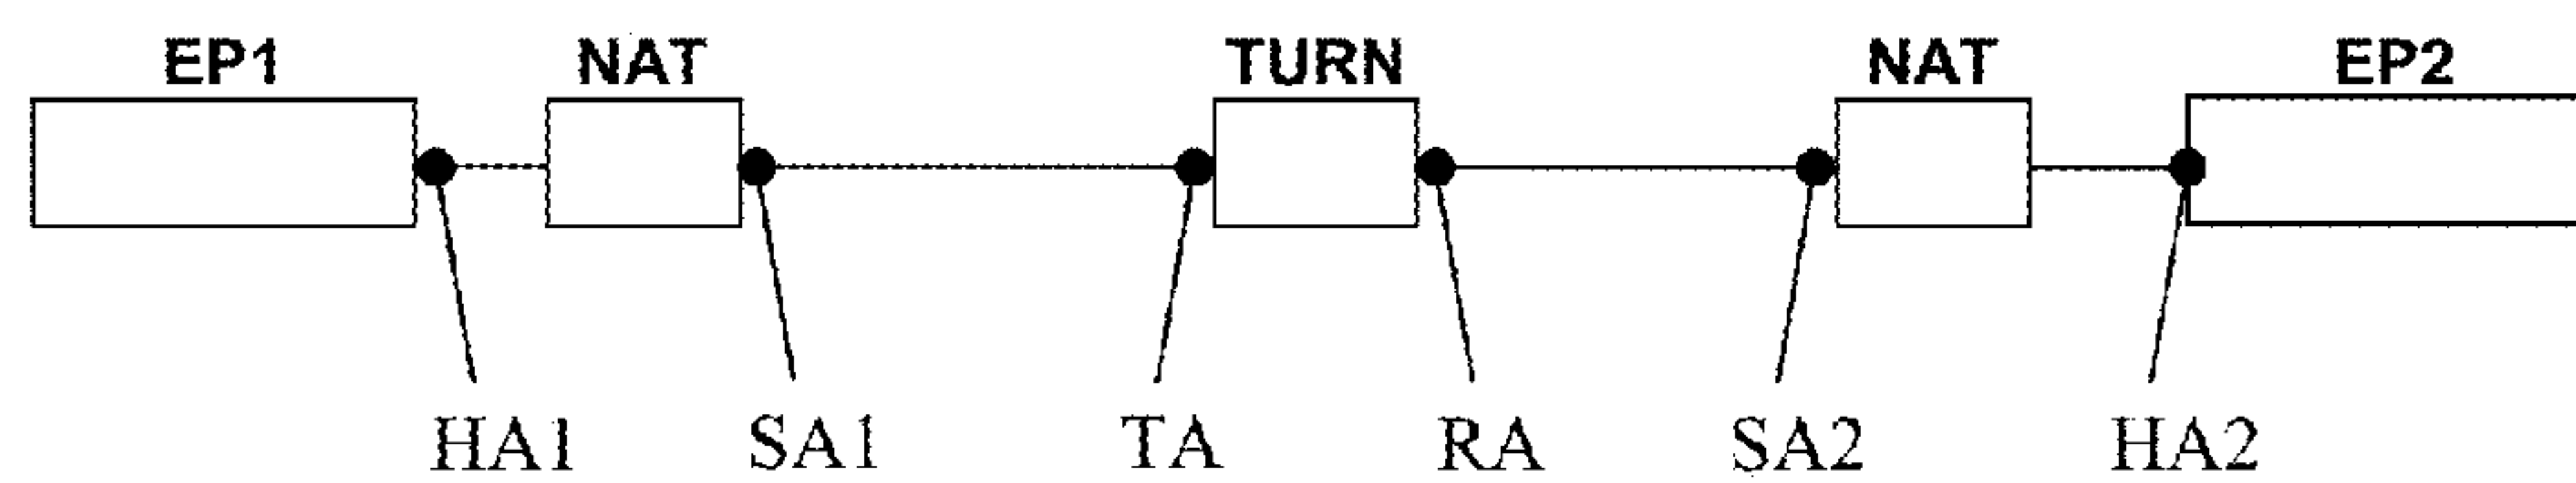 EP1 NAT TURN NAT EP2
HA1 SA1 TA RA SA2 HA2